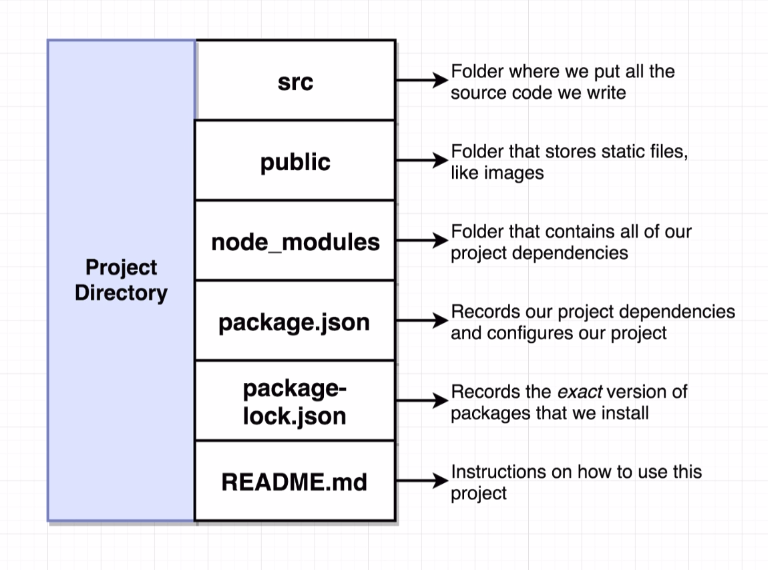 Project
Directory
src
Folder where we put all the
source code we write
public
Folder that stores static files,
like images
node_modules
Folder that contains all of our
project dependencies
package.json
Records our project dependencies
and configures our project
package-
lock.json
Records the exact version of
packages that we install
README.md
Instructions on how to use this
project